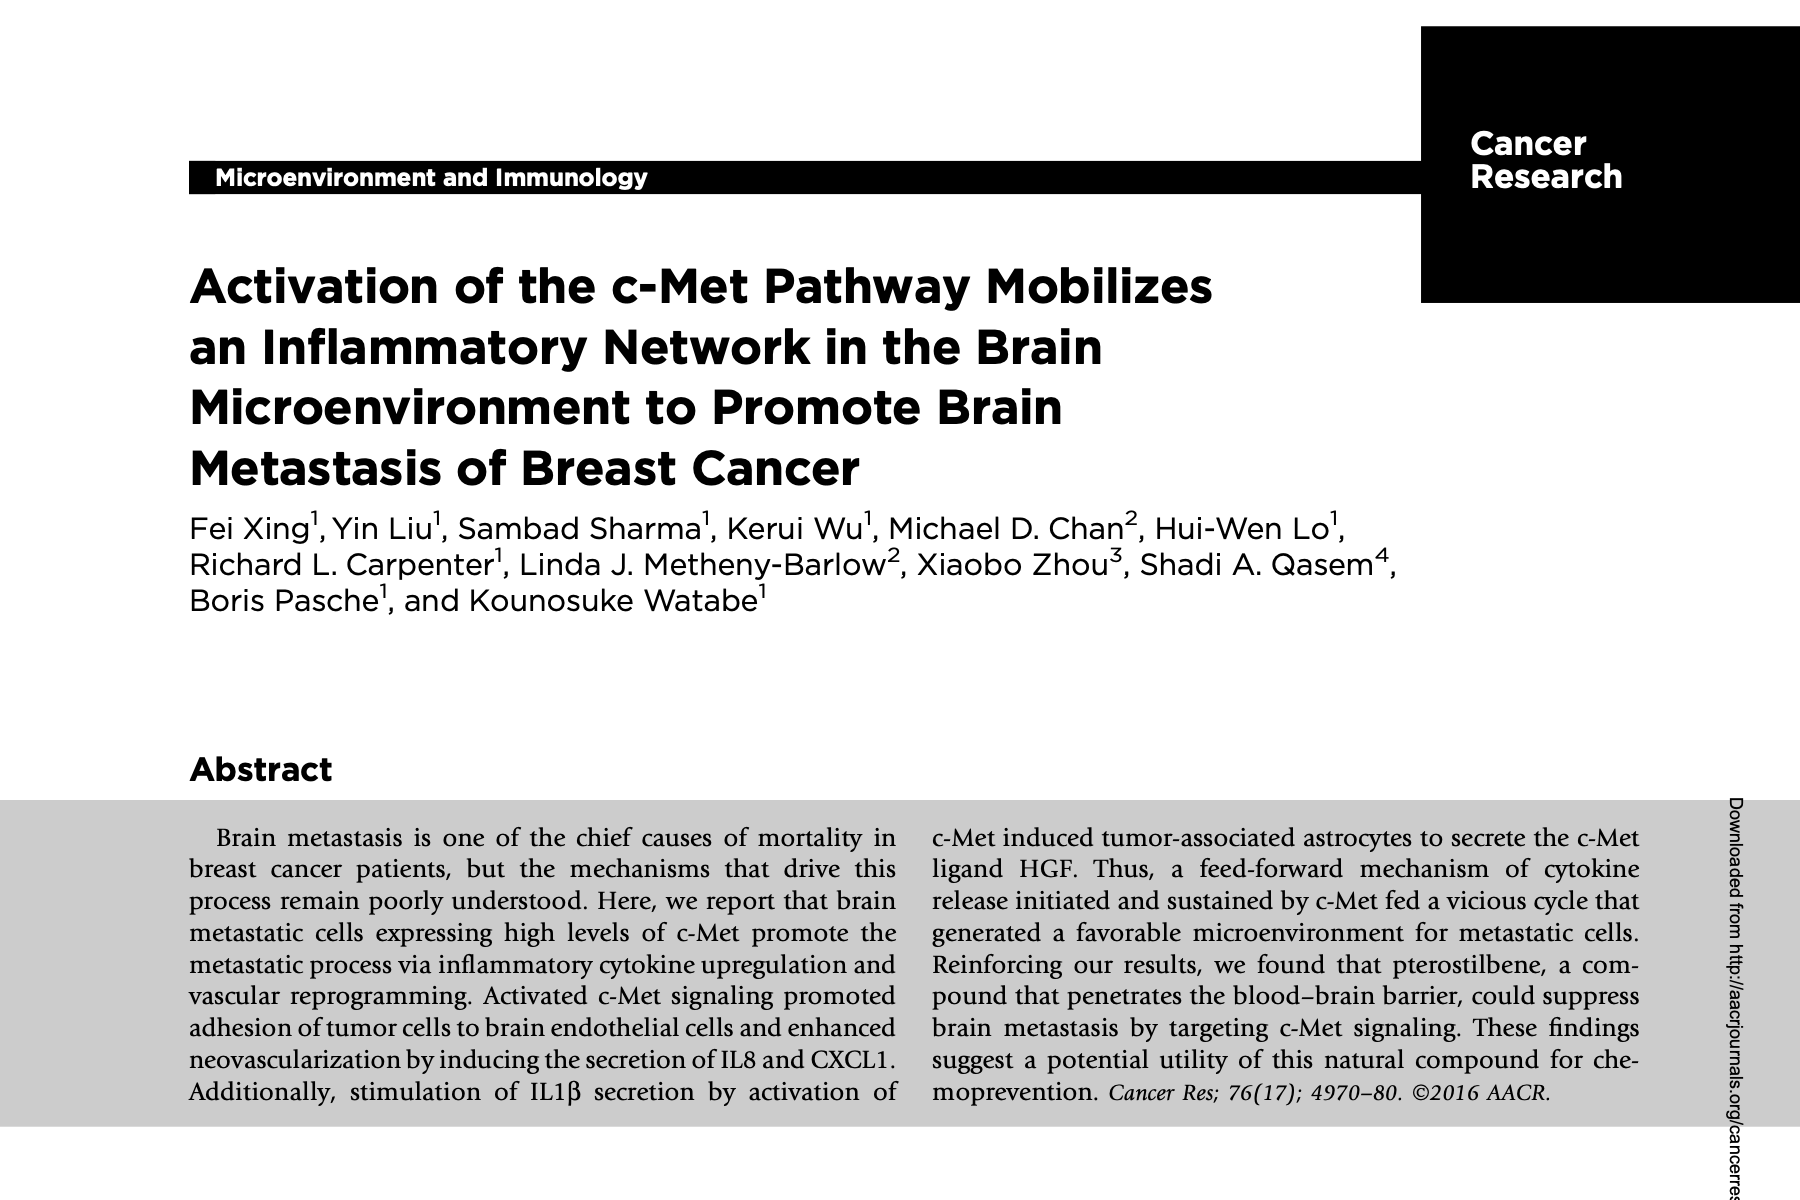 Cancer
Research
Microenvironment and Immunology
Activation of the c-Met Pathway Mobilizes
an Inflammatory Network in the Brain
Microenvironment to Promote Brain
Metastasis of Breast Cancer
Fei Xing1, Yin Liu1, Sambad Sharma1, Kerui Wu1, Michael D. Chan2, Hui-Wen Lo1,
Richard L. Carpenter1, Linda J. Metheny-Barlow2, Xiaobo Zhou3, Shadi A. Qasem4,
Boris Pasche1, and Kounosuke Watabe1
Abstract
Brain metastasis is one of the chief causes of mortality in
breast cancer patients, but the mechanisms that drive this
process remain poorly understood. Here, we report that brain
metastatic cells expressing high levels of c-Met promote the
metastatic process via inflammatory cytokine upregulation and
vascular reprogramming. Activated c-Met signaling promoted
adhesion of tumor cells to brain endothelial cells and enhanced
neovascularization by inducing the secretion of IL8 and CXCL1.
Additionally, stimulation of IL1β secretion by activation of
c-Met induced tumor-associated astrocytes to secrete the c-Met
ligand HGF. Thus, a feed-forward mechanism of cytokine
release initiated and sustained by c-Met fed a vicious cycle that
generated a favorable microenvironment for metastatic cells.
Reinforcing our results, we found that pterostilbene, a com-
pound that penetrates the blood–brain barrier, could suppress
brain metastasis by targeting c-Met signaling. These findings
suggest a potential utility of this natural compound for che-
moprevention. Cancer Res; 76(17); 4970–80. ©2016 AACR.
Downloaded from http://aacrjournals.org/cancerres